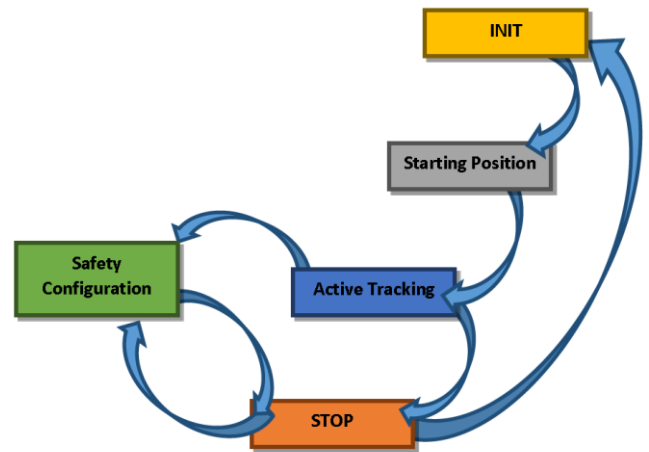 INIT
Starting Position
Safety
Configuration
Active Tracking
STOP